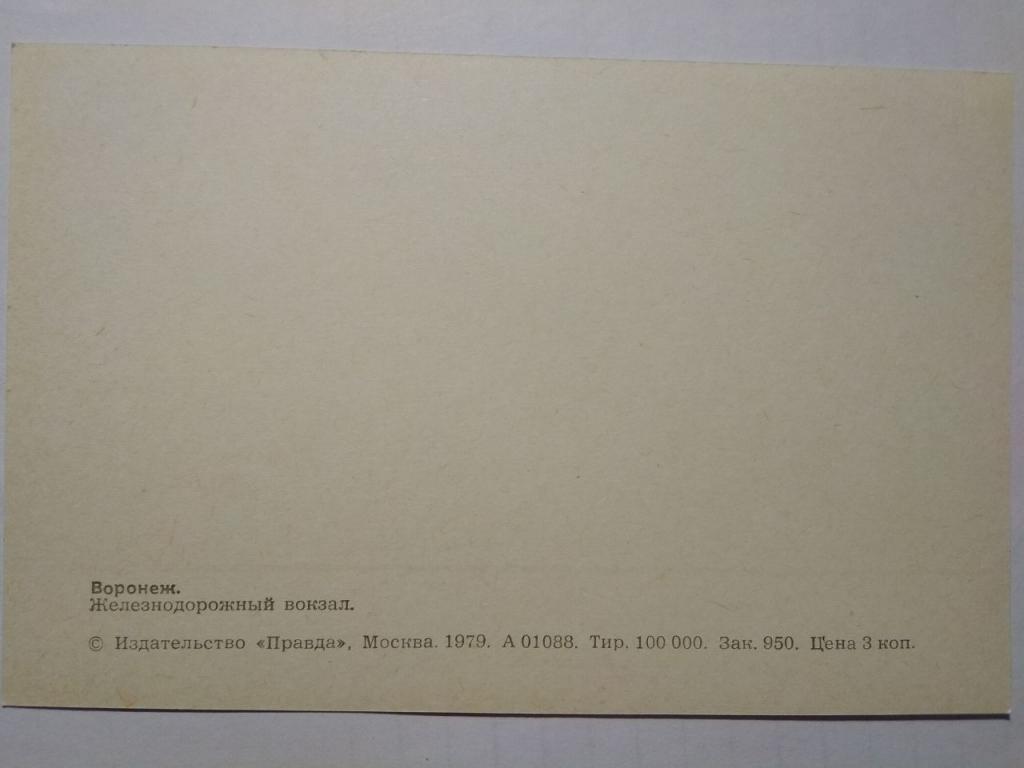 Воронеж.
Железнодорожный вокзал.
© Издательство «Правда», Москва. 1979. А 01088. Тир. 100 000. Зак. 950. Цена 3 коп.